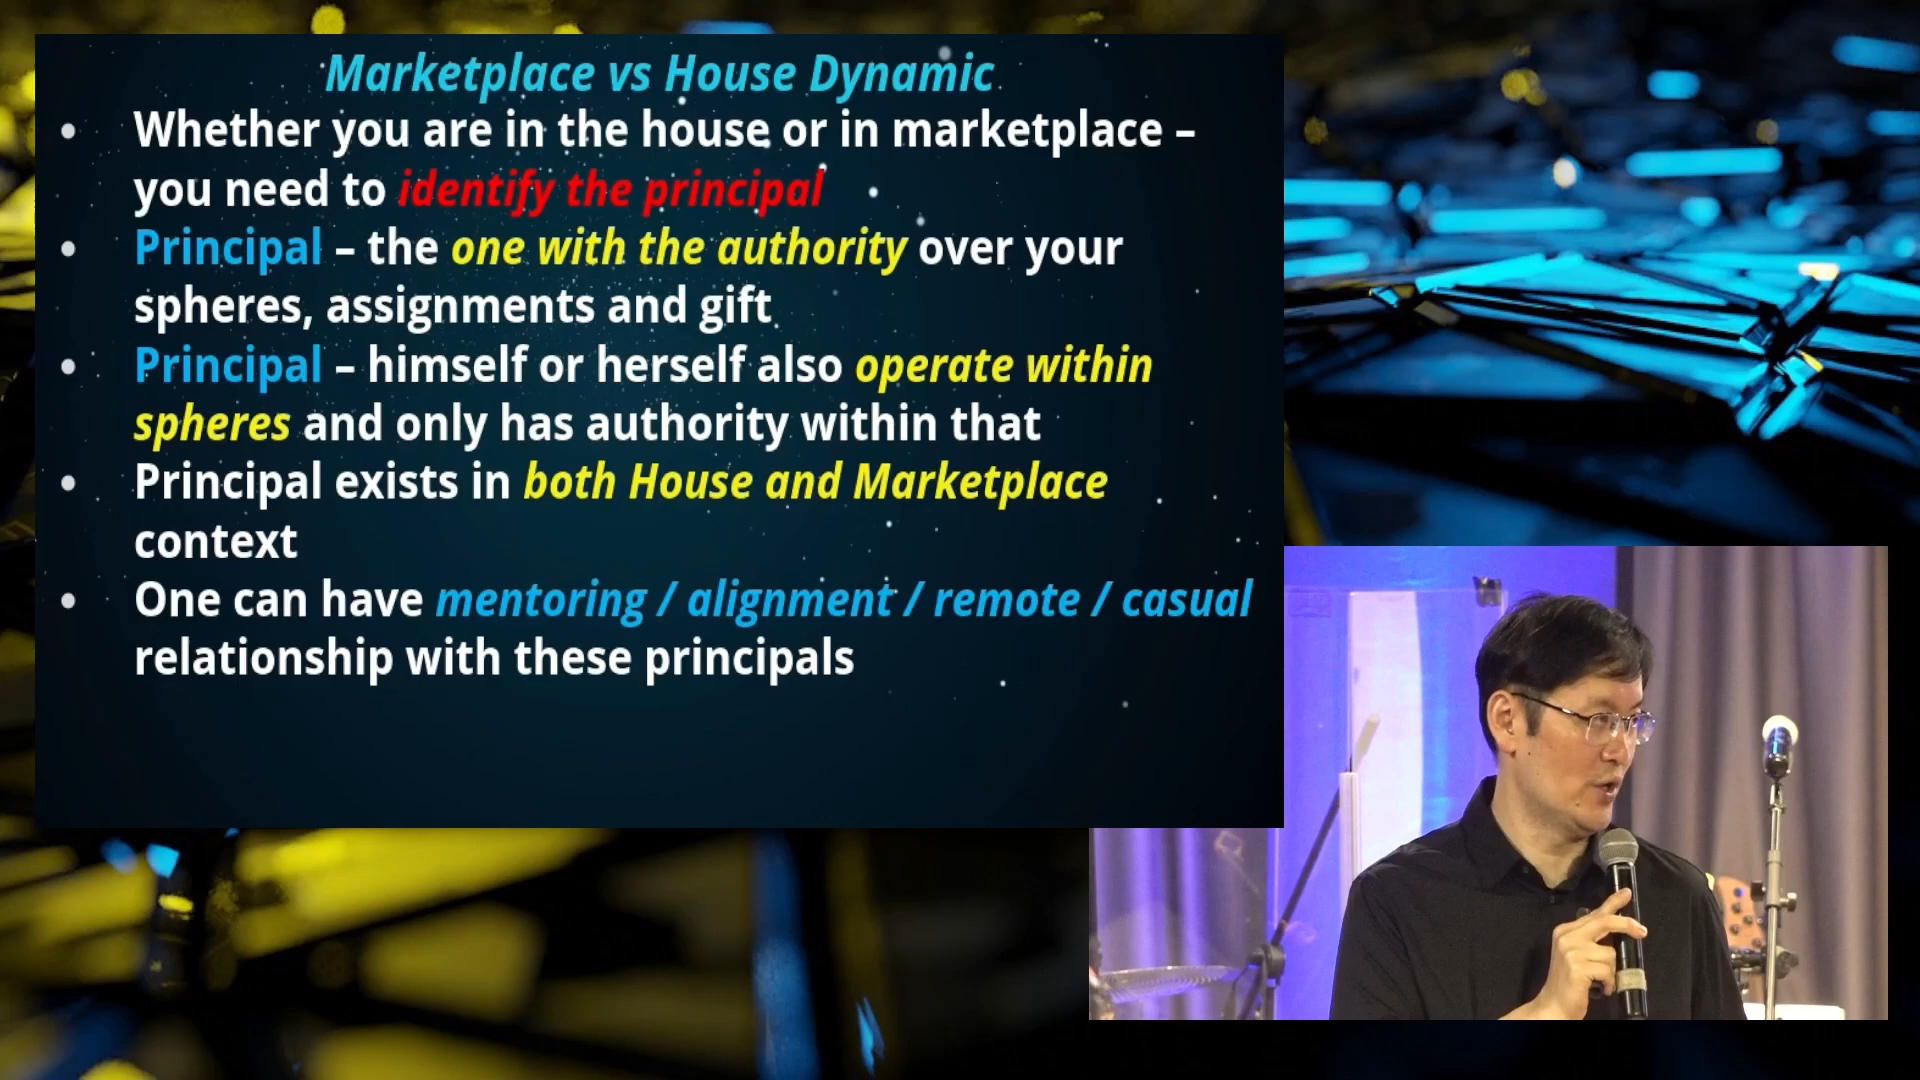 Marketplace vs House Dynamic
• Whether you are in the house or in marketplace –
you need to identify the principal
• Principal – the one with the authority over your
spheres, assignments and gift
• Principal – himself or herself also operate within
spheres and only has authority within that
• Principal exists in both House and Marketplace
context
• One can have mentoring / alignment / remote / casual
relationship with these principals